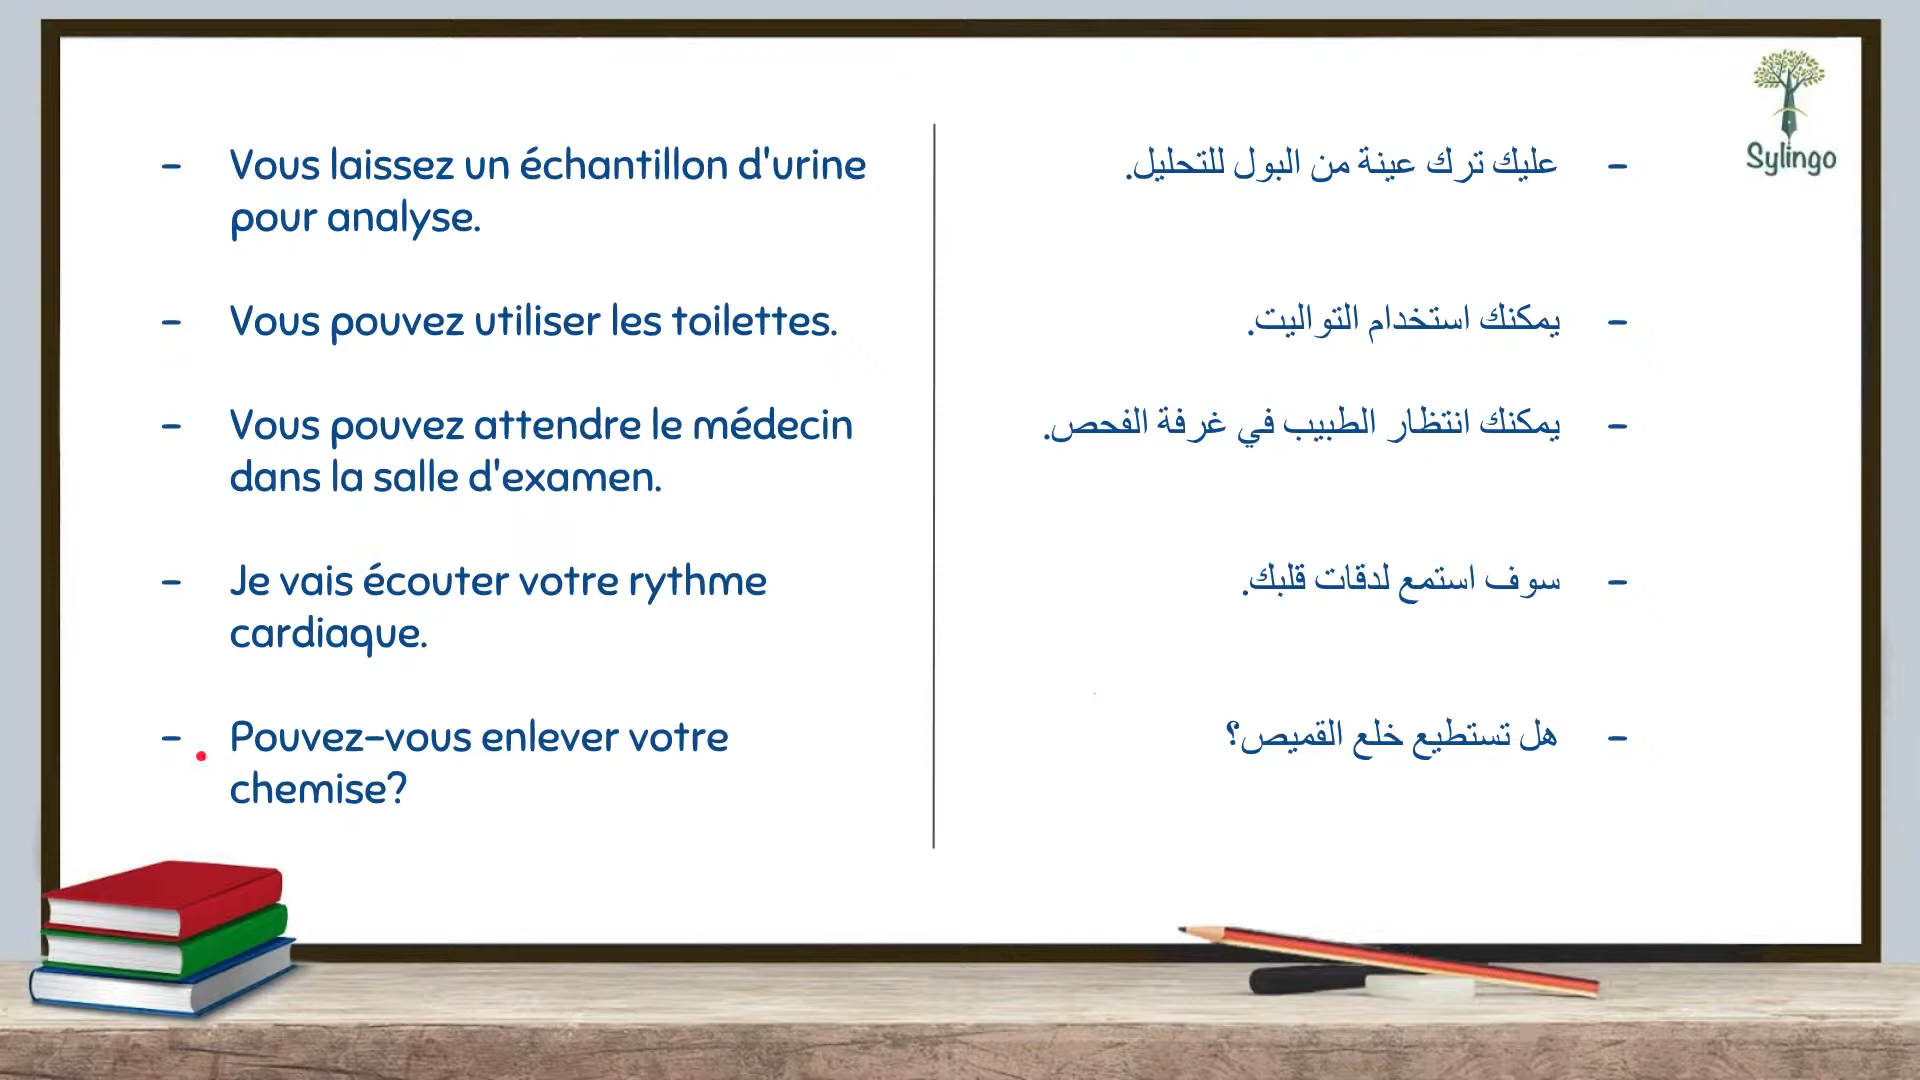 Sylingo
- Vous laissez un échantillon d'urine
pour analyse.
- Vous pouvez utiliser les toilettes.
- Vous pouvez attendre le médecin
dans la salle d'examen.
- Je vais écouter votre rythme
cardiaque.
- Pouvez-vous enlever votre
chemise?
- عليك ترك عينة من البول للتحليل.
- يمكنك استخدام التواليت.
- يمكنك انتظار الطبيب في غرفة الفحص.
- سوف استمع لدقات قلبك.
- هل تستطيع خلع القميص؟